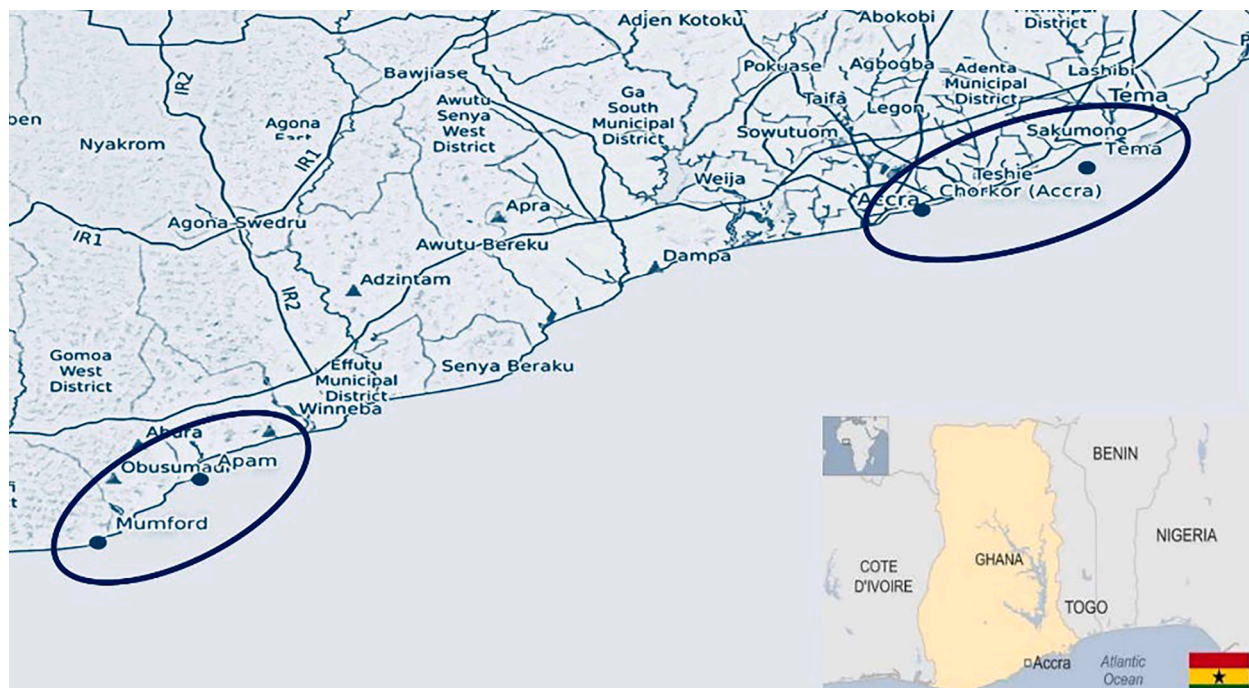 Adjen Kotoku
Abokobi
District
Pokuase
Agbogba
Adenta
Municipal
District
Lashibi
Tema
IR2
Bawjiase
Awutu
Senya
West
District
Ga
South
Municipal
District
Taifa
Legon
Sowutuom
Sakumono
Tema
Nyakrom
Agona
IR1
Weija
Teshie
Chorkor (Accra)
Accra
Apra
Agona Swedru
IR1
Awutu-Bereku
Dampa
Adzintam
IR2
Gomoa
West
District
Effutu
Municipal
District
Senya Beraku
Winneba
Apam
Mumford
BENIN
NIGERIA
GHANA
COTE
D'IVOIRE
TOGO
Accra
Atlantic
Ocean